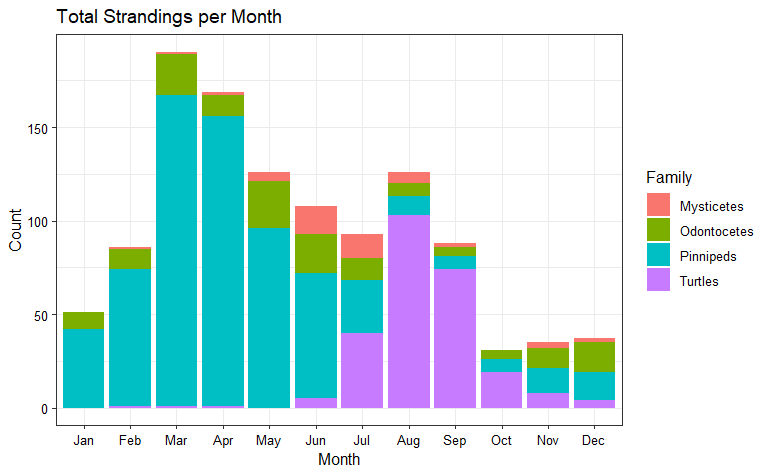 Total Strandings per Month
Count
150
100
50
0
Jan Feb Mar Apr May Jun Jul Aug Sep Oct Nov Dec
Month
Family
Mysticetes
Odontocetes
Pinnipeds
Turtles